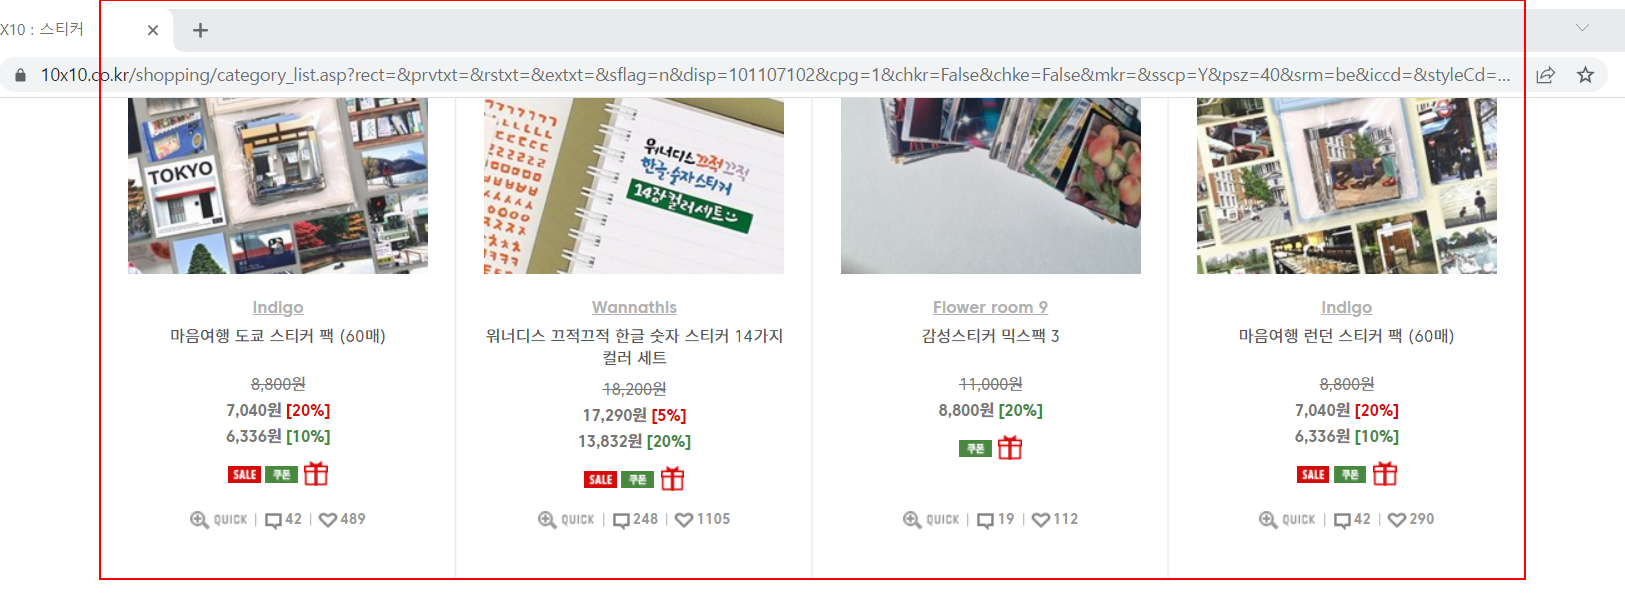 X10 : 스티커
10x10.co.kr/shopping/category_list.asp?rect=&prvtxt=&rstxt=&extxt=&sflag=n&disp=101107102&cpg=1&chkr=False&chke=False&mkr=&sscp=Y&psz=40&srm=be&iccd=&styleCd=...
TOKYO
워너디스 끄적끄적
한글 숫자 스티커
14장 컬러세트
Indigo
마음여행 도쿄 스티커 팩 (60매)
8,800원
7,040원 [20%]
6,336원 [10%]
SALE 쿠폰
QUICK | 42 | 489
Wannathis
워너디스 끄적끄적 한글 숫자 스티커 14가지
컬러 세트
18,200원
17,290원 [5%]
13,832원 [20%]
SALE 쿠폰
QUICK | 248 | 1105
Flower room 9
감성스티커 믹스팩 3
11,000원
8,800원 [20%]
쿠폰
QUICK | 19 | 112
Indigo
마음여행 런던 스티커 팩 (60매)
8,800원
7,040원 [20%]
6,336원 [10%]
SALE 쿠폰
QUICK | 42 | 290